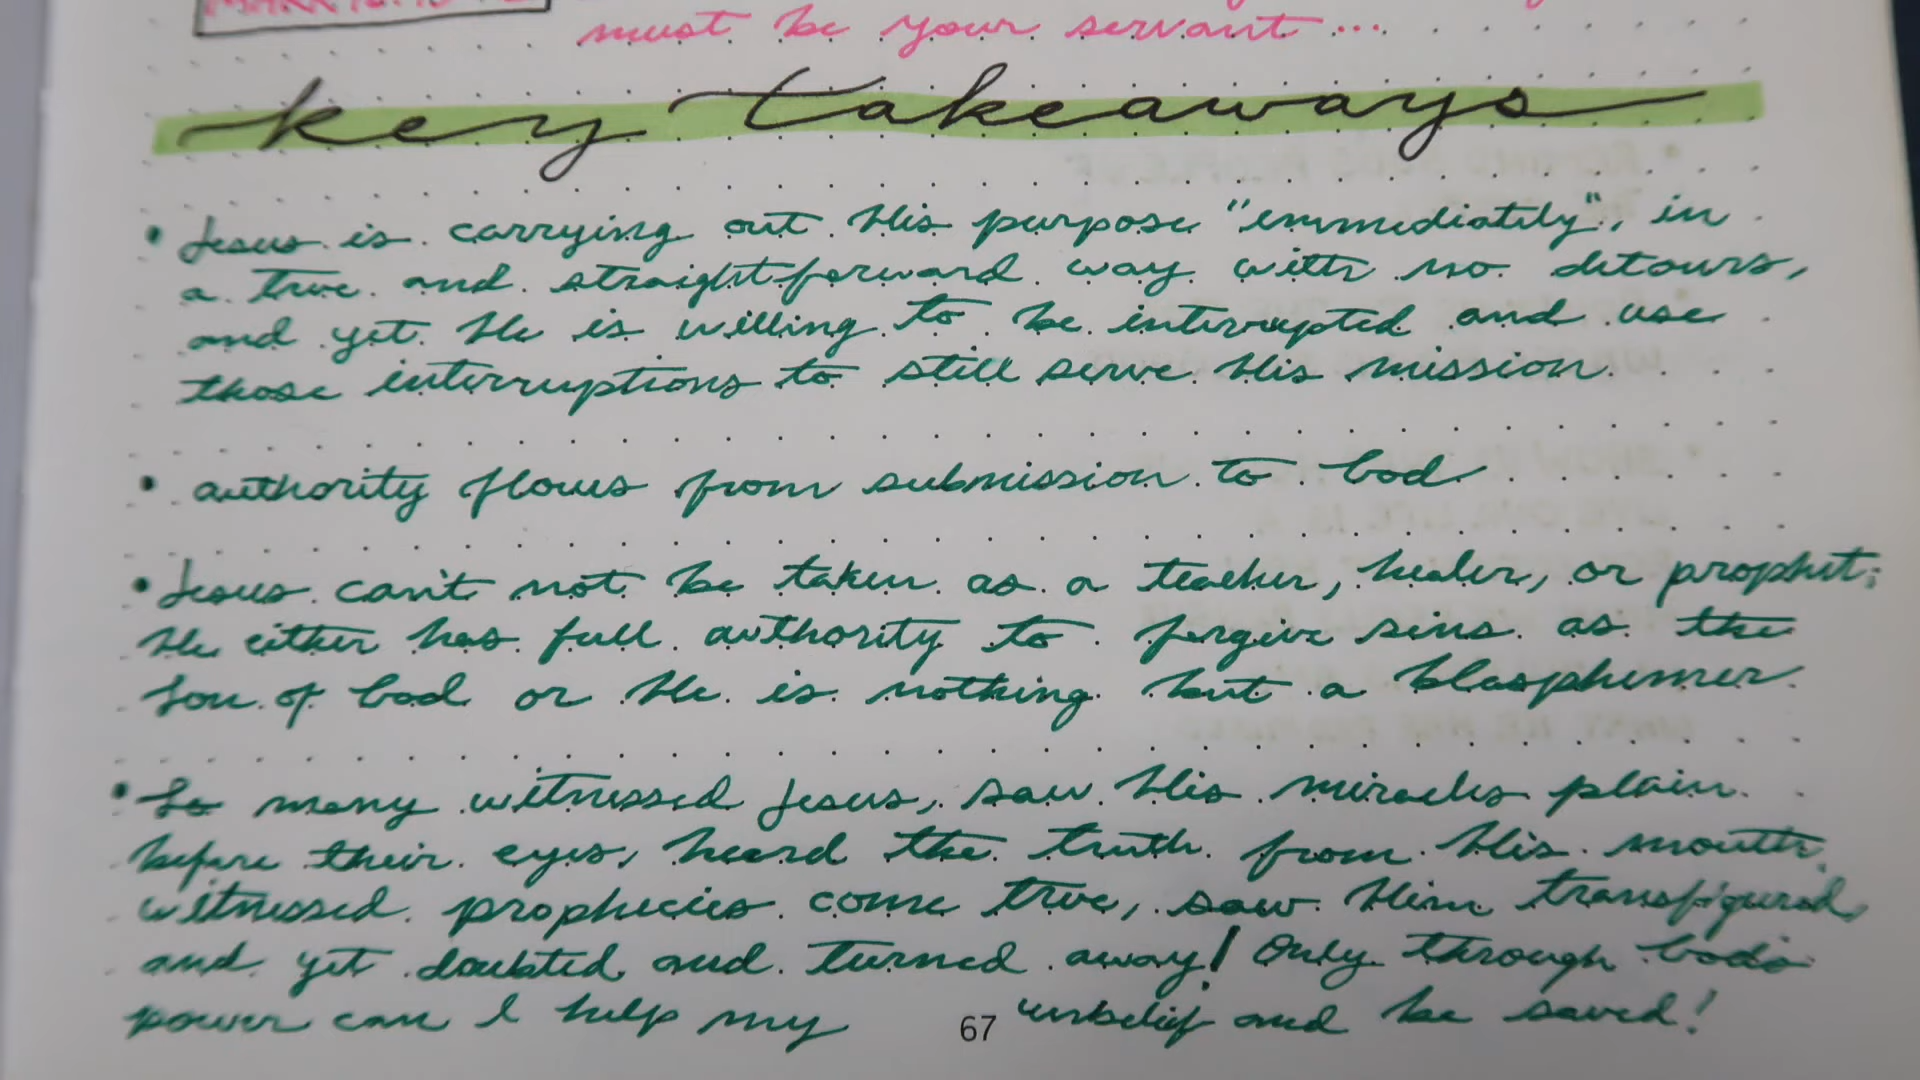 must be your servant...
key takeaways
• Jesus is carrying out His purpose "immediately", in
a true and straightforward way with no detours,
and yet He is willing to be interrupted and use
those interruptions to still serve His mission.
• authority flows from submission to God
• Jesus can't not be taken as a teacher, healer, or prophet;
He either has full authority to forgive sins as the
Son of God or He is nothing but a blasphemer.
• So many witnessed Jesus, saw His miracles plain
before their eyes, heard the truth from His mouth,
witnessed prophecies come true, saw Him transfigured,
and yet doubted and turned away! Only through God's
power can I help my unbelief and be saved!
67